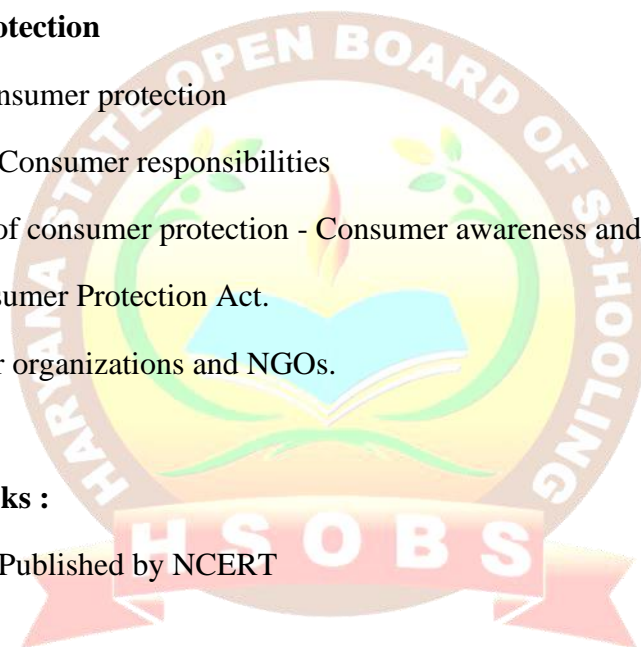 otection
nsumer protection
Consumer responsibilities
of consumer protection - Consumer awareness and
sumer Protection Act.
r organizations and NGOs.
ks :
Published by NCERT
HARYANA STATE OPEN BOARD OF SCHOOLING
HSOBS